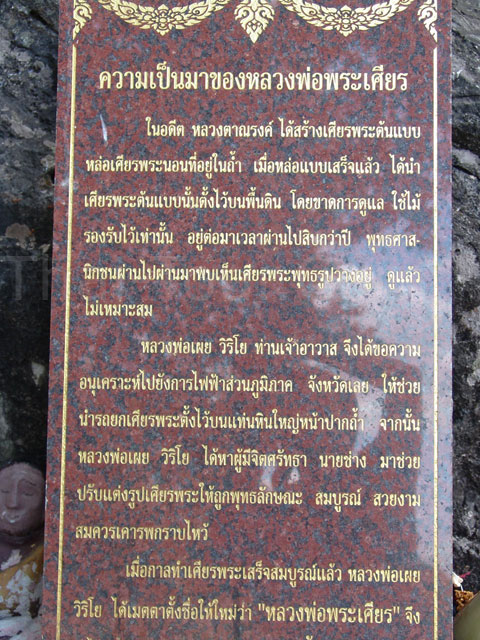 ความเป็นมาของหลวงพ่อพระเศียร
ในอดีต หลวงตาณรงค์ ได้สร้างเศียรพระต้นแบบ
หล่อเศียรพระนอนที่อยู่ในถ้ำ เมื่อหล่อแบบเสร็จแล้ว ได้นำ
เศียรพระต้นแบบนั้นตั้งไว้บนพื้นดิน โดยขาดการดูแล ใช้ไม้
รองรับไว้เท่านั้น อยู่ต่อมาเวลาผ่านไปสิบกว่าปี พุทธศาส-
นิกชนผ่านไปผ่านมาพบเห็นเศียรพระพุทธรูปวางอยู่ ดูแล้ว
ไม่เหมาะสม
หลวงพ่อเผย วิริโย ท่านเจ้าอาวาส จึงได้ขอความ
อนุเคราะห์ไปยังการไฟฟ้าส่วนภูมิภาค จังหวัดเลย ให้ช่วย
นำรถยกเศียรพระตั้งไว้บนแท่นหินใหญ่หน้าปากถ้ำ จากนั้น
หลวงพ่อเผย วิริโย ได้หาผู้มีจิตศรัทธา นายช่าง มาช่วย
ปรับแต่งรูปเศียรพระให้ถูกพุทธลักษณะ สมบูรณ์ สวยงาม
สมควรเคารพกราบไหว้
เมื่อกาลทำเศียรพระเสร็จสมบูรณ์แล้ว หลวงพ่อเผย
วิริโย ได้เมตตาตั้งชื่อให้ใหม่ว่า "หลวงพ่อพระเศียร" จึง